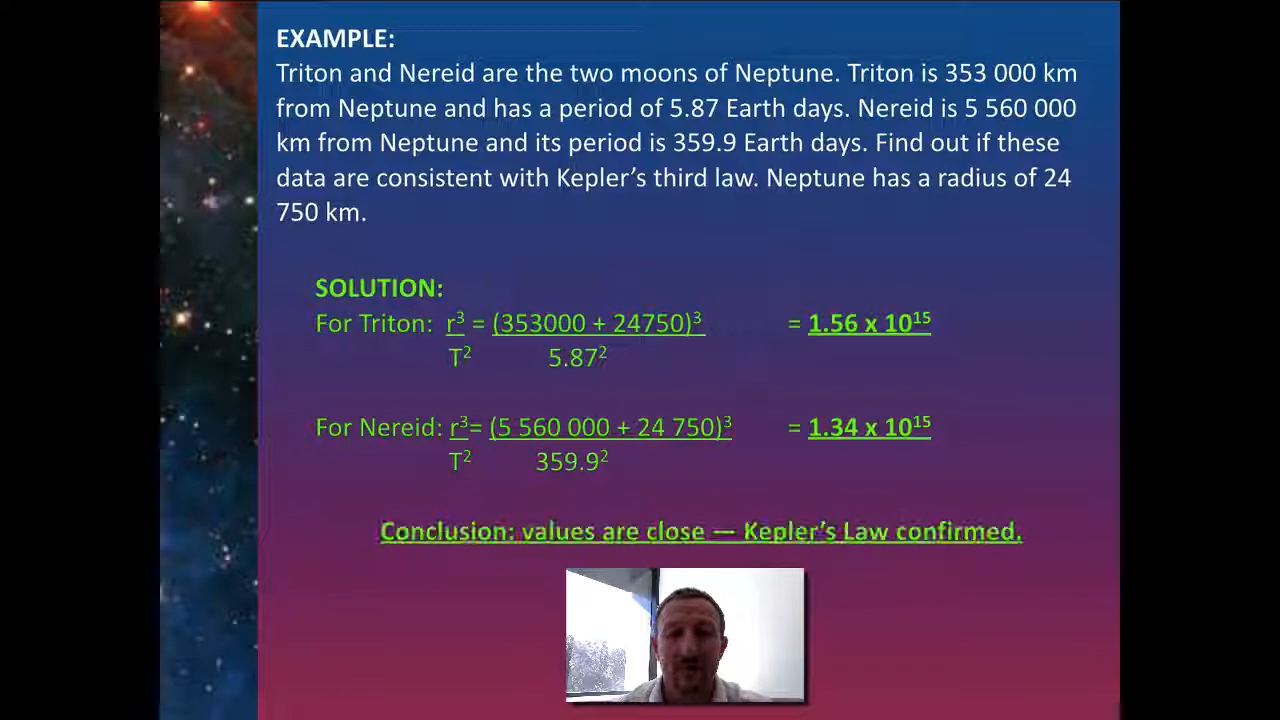 EXAMPLE:
Triton and Nereid are the two moons of Neptune. Triton is 353 000 km
from Neptune and has a period of 5.87 Earth days. Nereid is 5 560 000
km from Neptune and its period is 359.9 Earth days. Find out if these
data are consistent with Kepler’s third law. Neptune has a radius of 24
750 km.
SOLUTION:
For Triton: r³ = (353000 + 24750)³ = 1.56 x 10¹⁵
T² 5.87²
For Nereid: r³= (5 560 000 + 24 750)³ = 1.34 x 10¹⁵
T² 359.9²
Conclusion: values are close — Kepler’s Law confirmed.